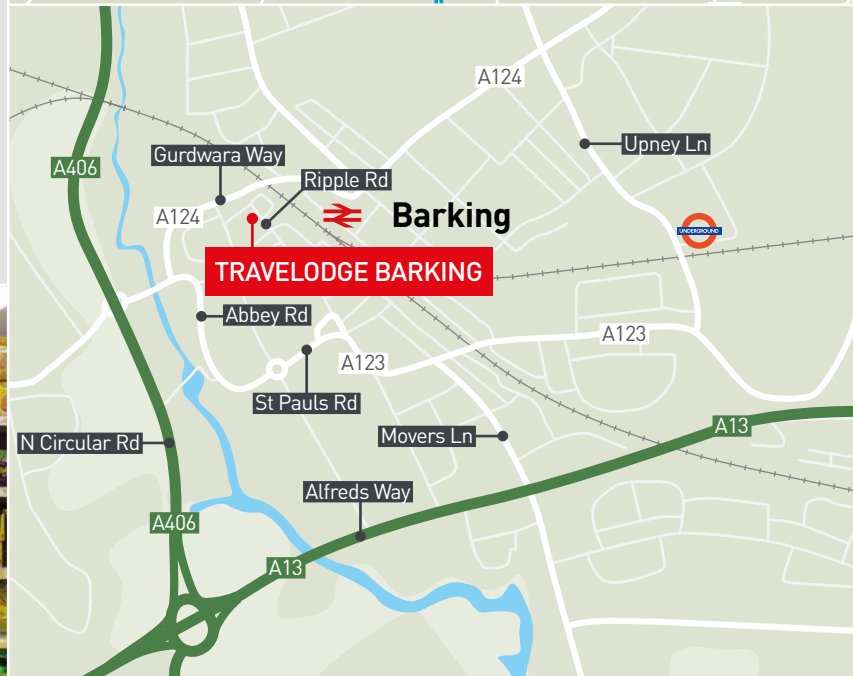 A124
Upney Ln
Gurdwara Way
A406
Ripple Rd
A124
Barking
UNDERGROUND
TRAVELODGE BARKING
Abbey Rd
A123
A123
St Pauls Rd
A13
Movers Ln
N Circular Rd
Alfreds Way
A406
A13